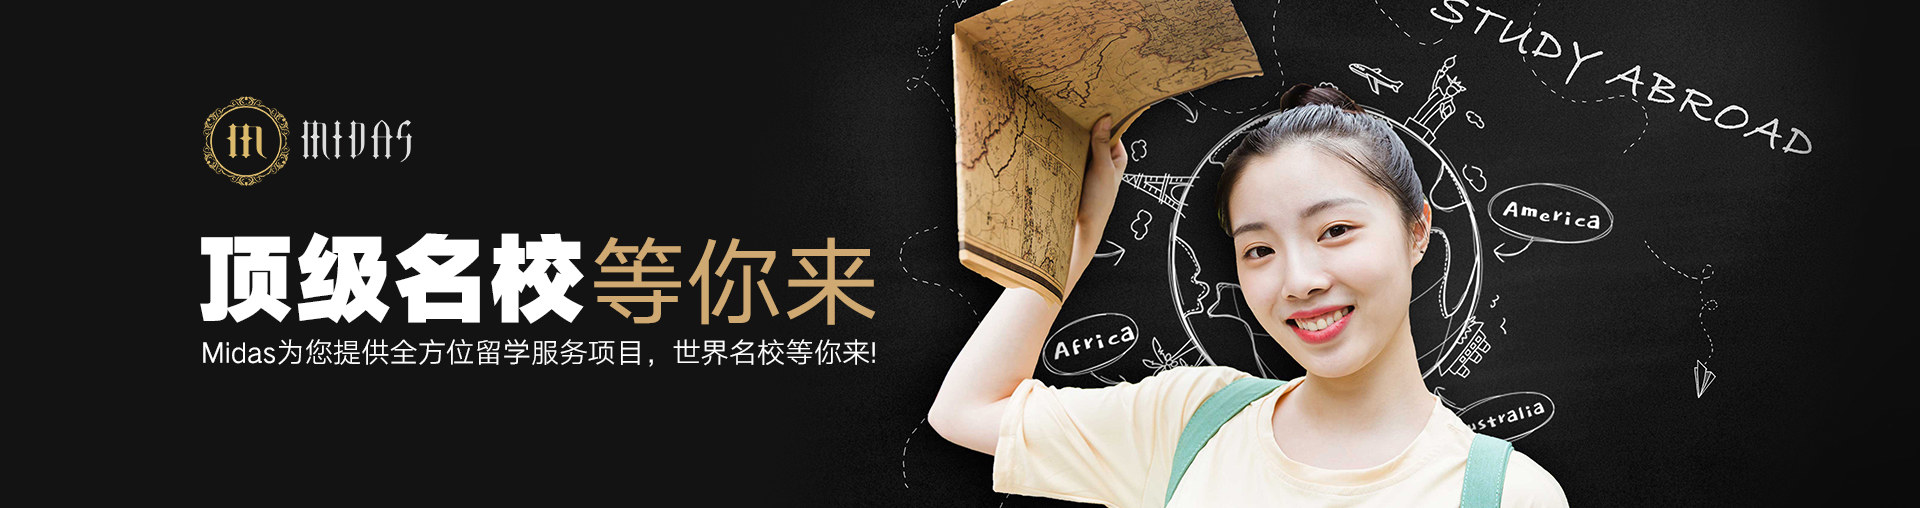 M MIDAS
顶级名校等你来
Midas为您提供全方位留学服务项目，世界名校等你来!
STUDY ABROAD
America
Africa
ustralia